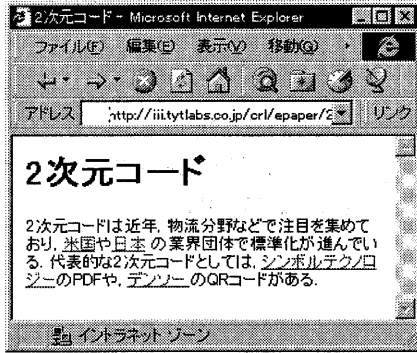 2次元コード - Microsoft Internet Explorer
ファイル(F) 編集(E) 表示(V) 移動(G)
アドレス http://iii.tytlabs.co.jp/crl/epaper/2 リンク
2次元コード
2次元コードは近年, 物流分野などで注目を集めて
おり, 米国や日本 の業界団体で標準化が進んでい
る. 代表的な2次元コードとしては, シンボルテクノロ
ジーのPDFや, デンソー のQRコードがある.
イントラネット ゾーン